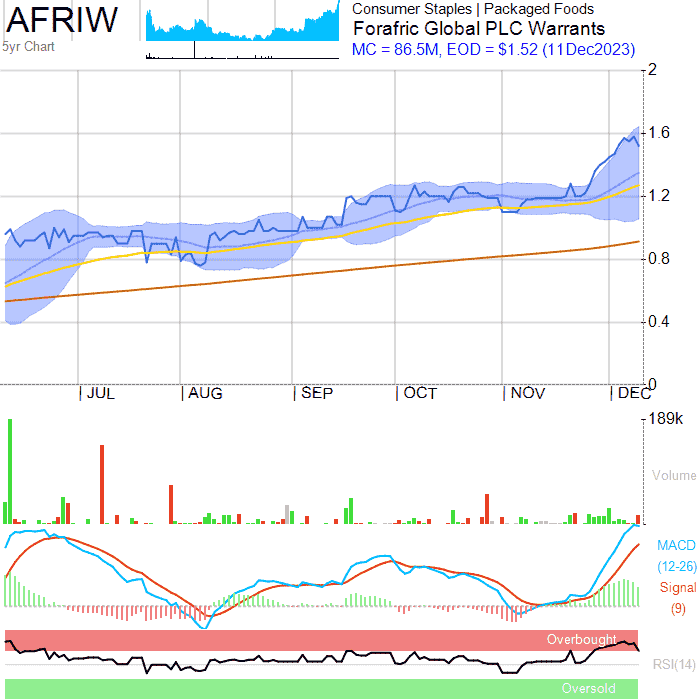 AFRIW
5yr Chart
Consumer Staples | Packaged Foods
Forafric Global PLC Warrants
MC = 86.5M, EOD = $1.52 (11Dec2023)
2
1.6
1.2
0.8
0.4
0
| JUL
| AUG
| SEP
| OCT
| NOV
| DEC
189k
Volume
MACD
(12-26)
Signal
(9)
Overbought
RSI(14)
Oversold